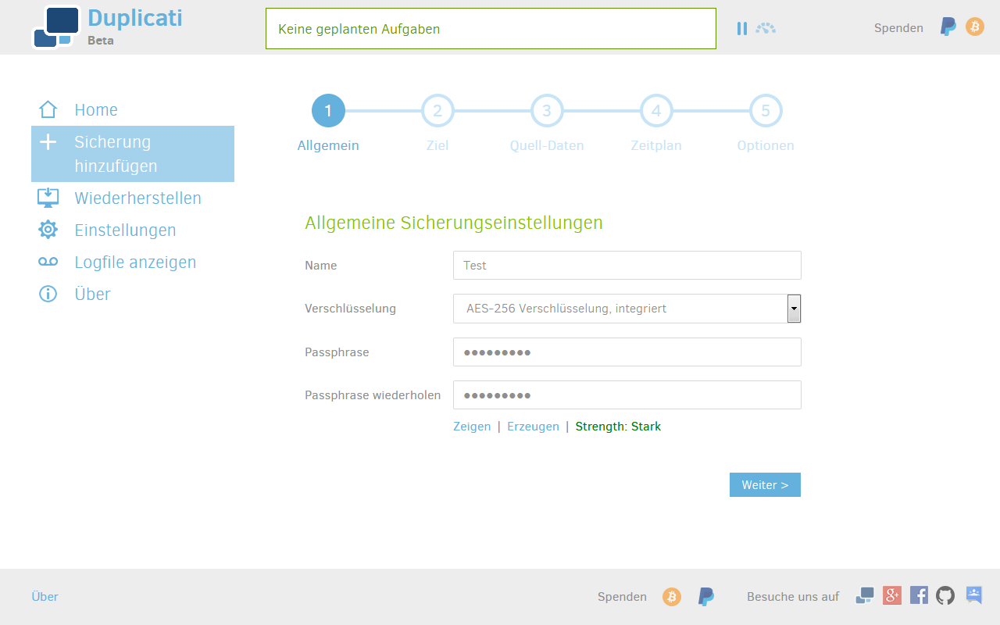 Duplicati
Beta
Keine geplanten Aufgaben
Spenden
Home
Sicherung
hinzufügen
Wiederherstellen
Einstellungen
Logfile anzeigen
Über
1 2 3 4 5
Allgemein Ziel Quell-Daten Zeitplan Optionen
Allgemeine Sicherungseinstellungen
Name Test
Verschlüsselung AES-256 Verschlüsselung, integriert
Passphrase ●●●●●●●●●
Passphrase wiederholen ●●●●●●●●●
Zeigen | Erzeugen | Strength: Stark
Weiter >
Über Spenden Besuche uns auf g+ f